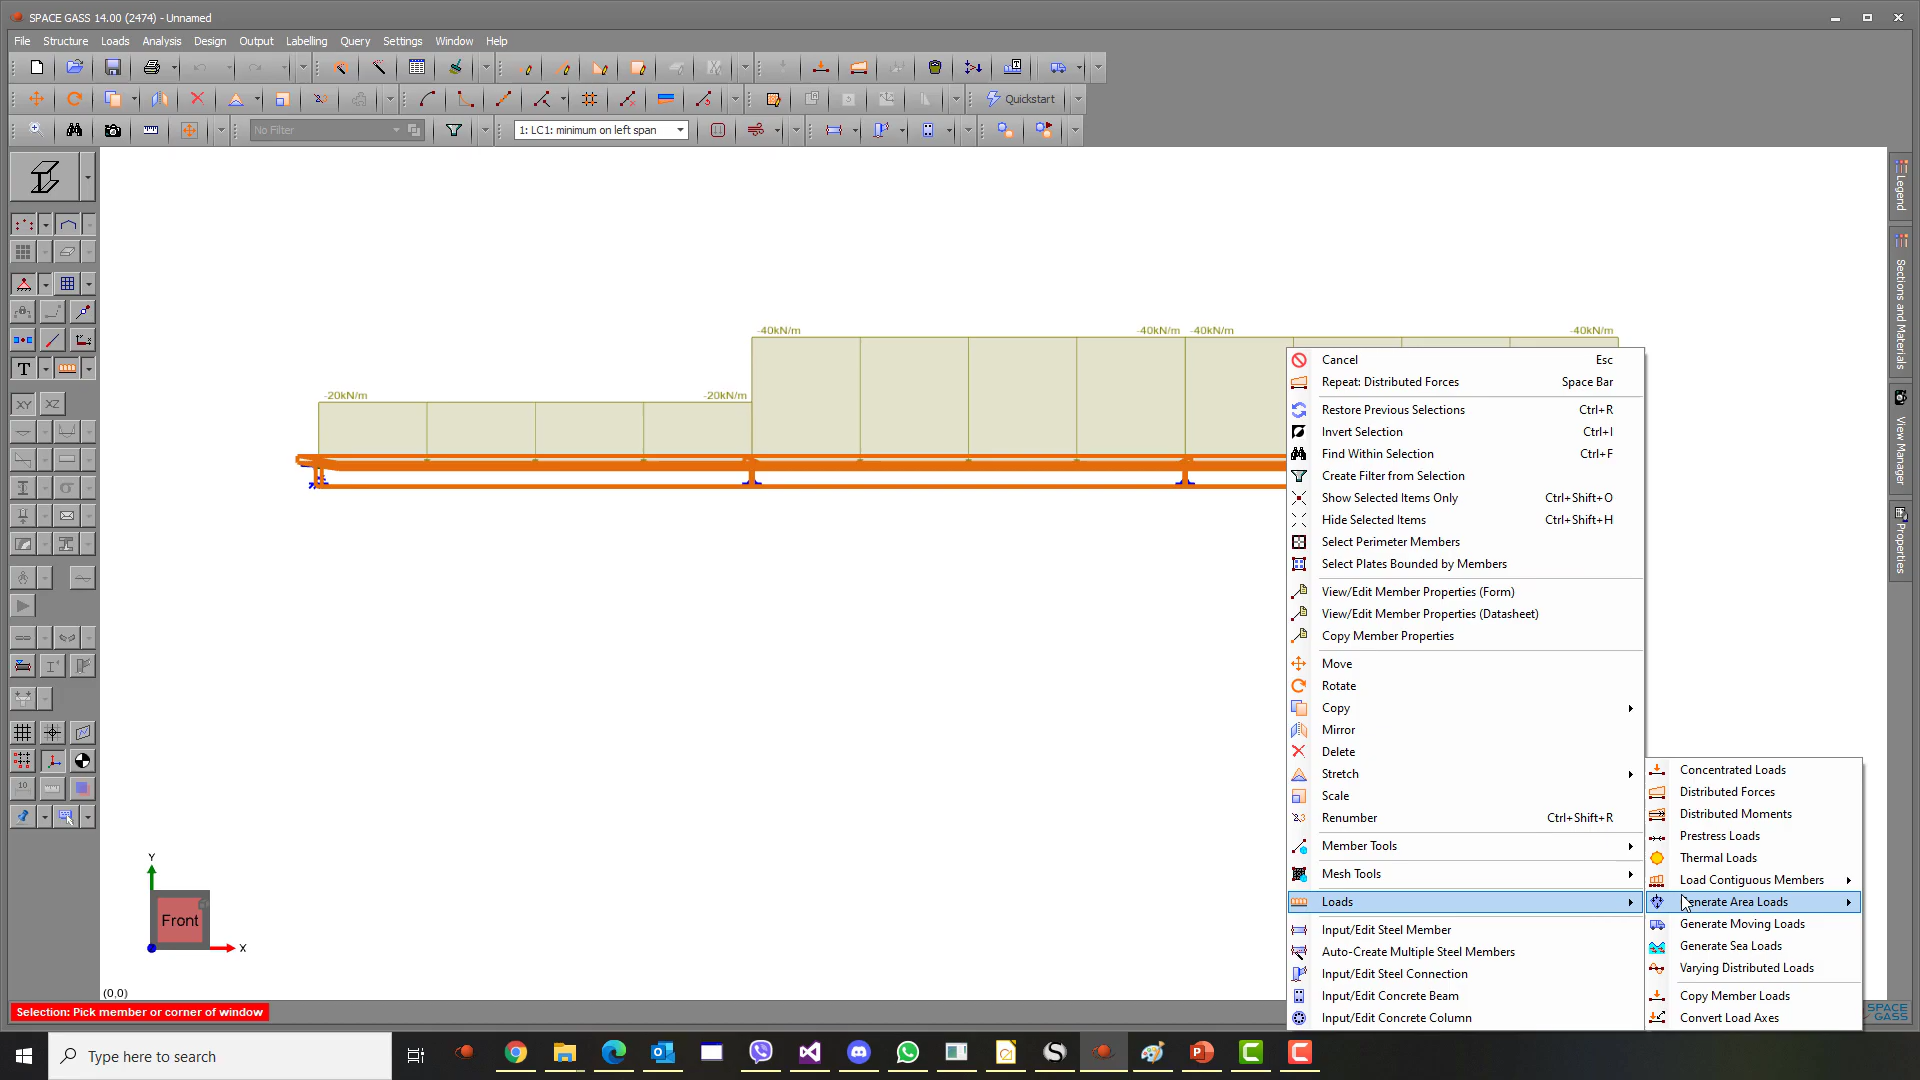 SPACE GASS 14.00 (2474) - Unnamed
File Structure Loads Analysis Design Output Labelling Query Settings Window Help
Quickstart
No Filter
1: LC1: minimum on left span
Legend
Sections and Materials
View Manager
Properties
T
XY XZ
10
-40kN/m -40kN/m -40kN/m -40kN/m
-20kN/m -20kN/m
Cancel Esc
Repeat: Distributed Forces Space Bar
Restore Previous Selections Ctrl+R
Invert Selection Ctrl+I
Find Within Selection Ctrl+F
Create Filter from Selection
Show Selected Items Only Ctrl+Shift+O
Hide Selected Items Ctrl+Shift+H
Select Perimeter Members
Select Plates Bounded by Members
View/Edit Member Properties (Form)
View/Edit Member Properties (Datasheet)
Copy Member Properties
Move
Rotate
Copy
Mirror
Delete
Stretch
Scale
Renumber Ctrl+Shift+R
Member Tools
Mesh Tools
Loads
Input/Edit Steel Member
Auto-Create Multiple Steel Members
Input/Edit Steel Connection
Input/Edit Concrete Beam
Input/Edit Concrete Column
Concentrated Loads
Distributed Forces
Distributed Moments
Prestress Loads
Thermal Loads
Load Contiguous Members
Generate Area Loads
Generate Moving Loads
Generate Sea Loads
Varying Distributed Loads
Copy Member Loads
Convert Load Axes
Y
Front
X
(0,0)
Selection: Pick member or corner of window
SPACE
GASS
Type here to search